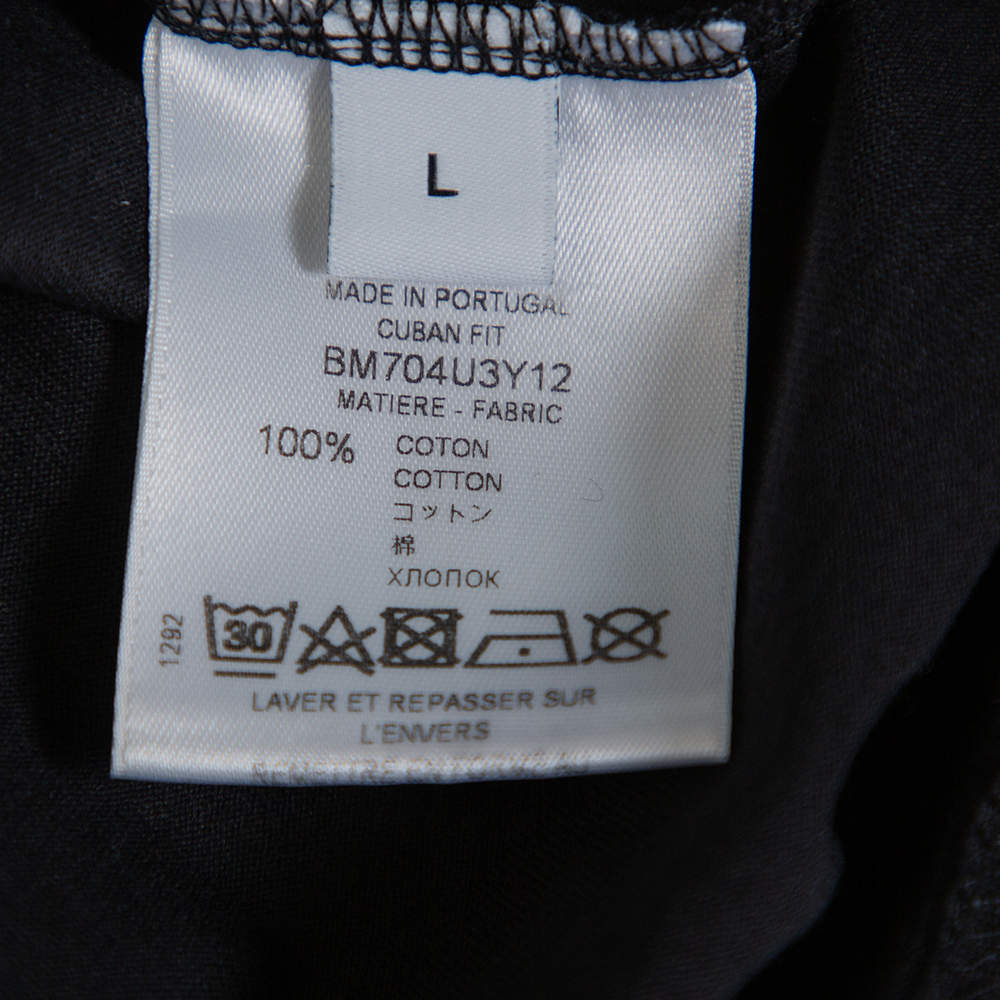 L
MADE IN PORTUGAL
CUBAN FIT
BM704U3Y12
MATIERE - FABRIC
100% COTON
COTTON
コットン
棉
ХЛОПОК
1292
30
LAVER ET REPASSER SUR
L'ENVERS